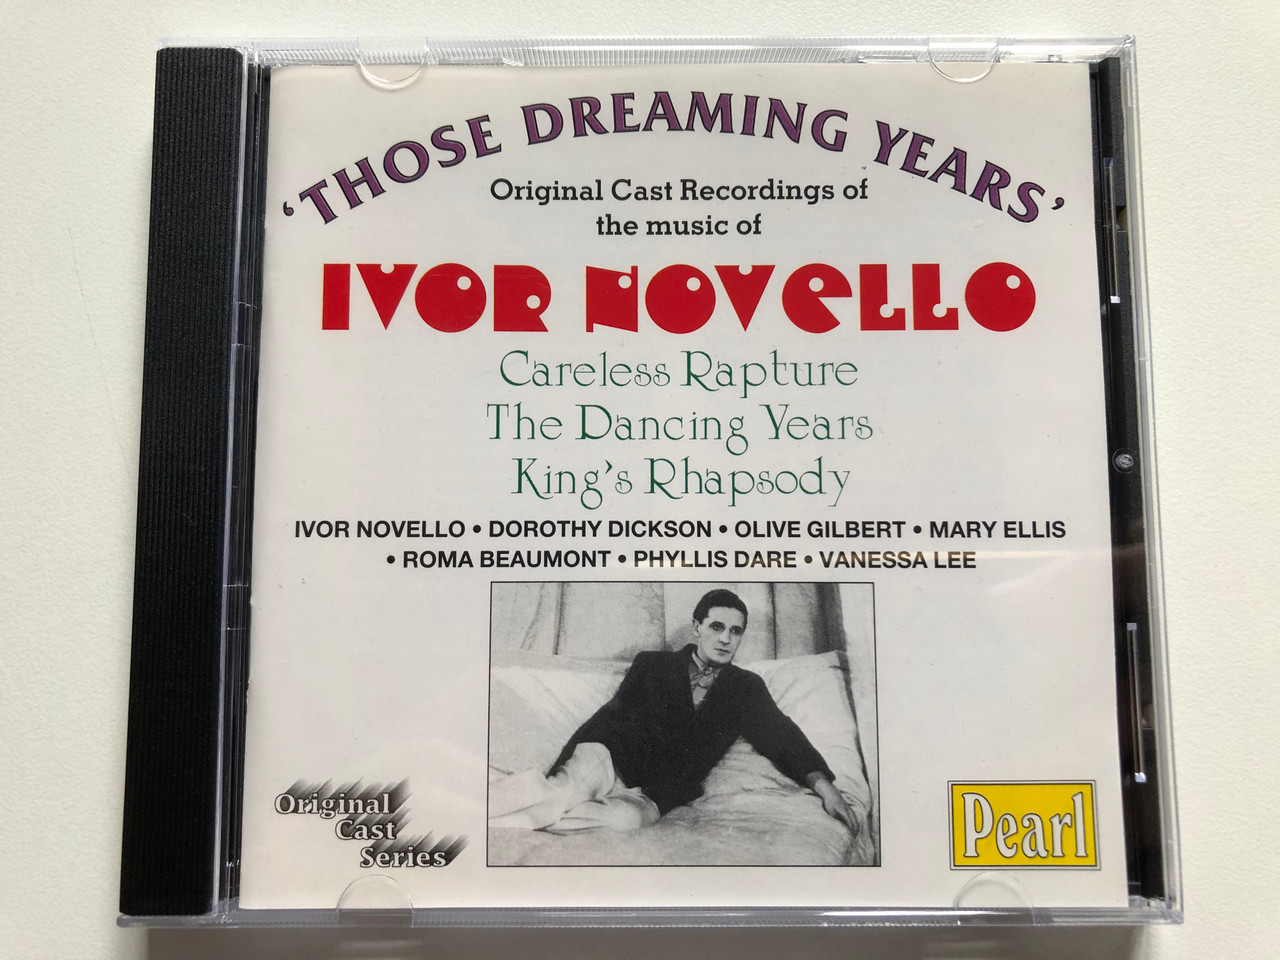 'THOSE DREAMING YEARS'
Original Cast Recordings of
the music of
IVOR NOVELLO
Careless Rapture
The Dancing Years
King's Rhapsody
IVOR NOVELLO • DOROTHY DICKSON • OLIVE GILBERT • MARY ELLIS
• ROMA BEAUMONT • PHYLLIS DARE • VANESSA LEE
Original
Cast
Series
Pearl